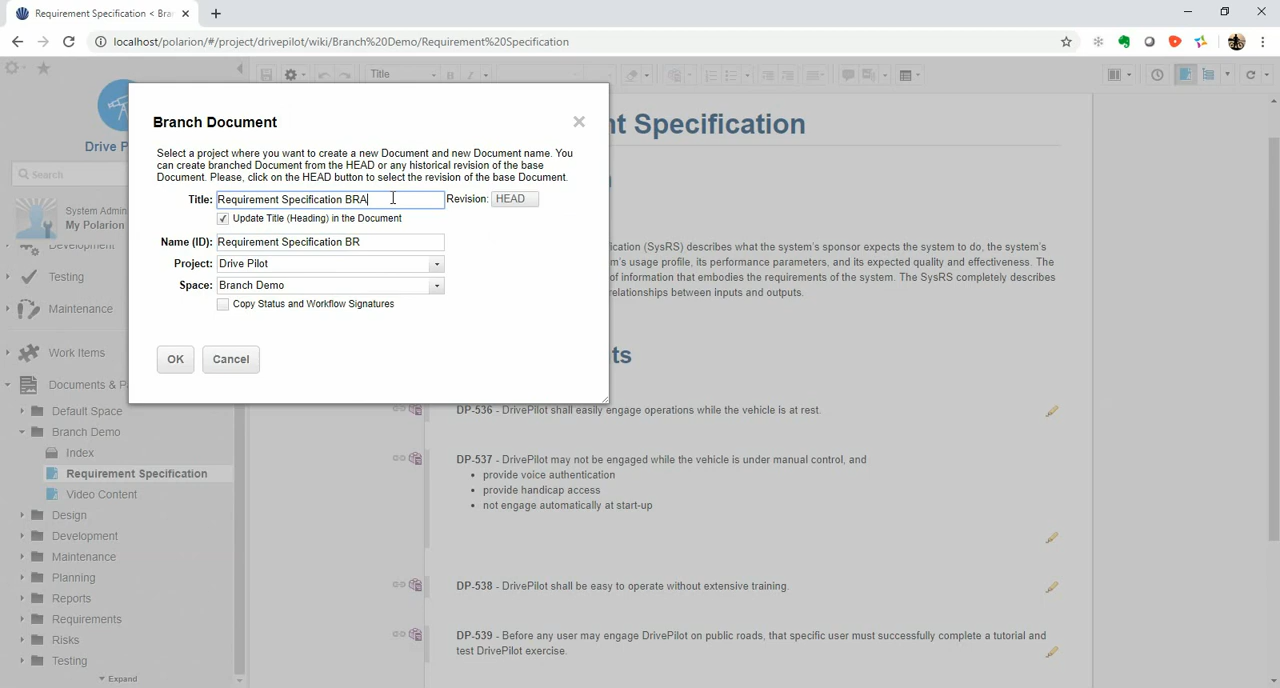 Requirement Specification < Bra
localhost/polarion/#/project/drivepilot/wiki/Branch%20Demo/Requirement%20Specification
Title
B
I
Drive P
Search
System Admin
My Polarion
Development
Testing
Maintenance
Work Items
Documents & P
Default Space
Branch Demo
Index
Requirement Specification
Video Content
Design
Development
Maintenance
Planning
Reports
Requirements
Risks
Testing
Expand
Branch Document
Select a project where you want to create a new Document and new Document name. You
can create branched Document from the HEAD or any historical revision of the base
Document. Please, click on the HEAD button to select the revision of the base Document.
Title: Requirement Specification BRA Revision: HEAD
Update Title (Heading) in the Document
Name (ID): Requirement Specification BR
Project: Drive Pilot
Space: Branch Demo
Copy Status and Workflow Signatures
OK Cancel
nt Specification
ication (SysRS) describes what the system's sponsor expects the system to do, the system's
m's usage profile, its performance parameters, and its expected quality and effectiveness. The
of information that embodies the requirements of the system. The SysRS completely describes
relationships between inputs and outputs.
ts
DP-536 - DrivePilot shall easily engage operations while the vehicle is at rest.
DP-537 - DrivePilot may not be engaged while the vehicle is under manual control, and
• provide voice authentication
• provide handicap access
• not engage automatically at start-up
DP-538 - DrivePilot shall be easy to operate without extensive training.
DP-539 - Before any user may engage DrivePilot on public roads, that specific user must successfully complete a tutorial and
test DrivePilot exercise.